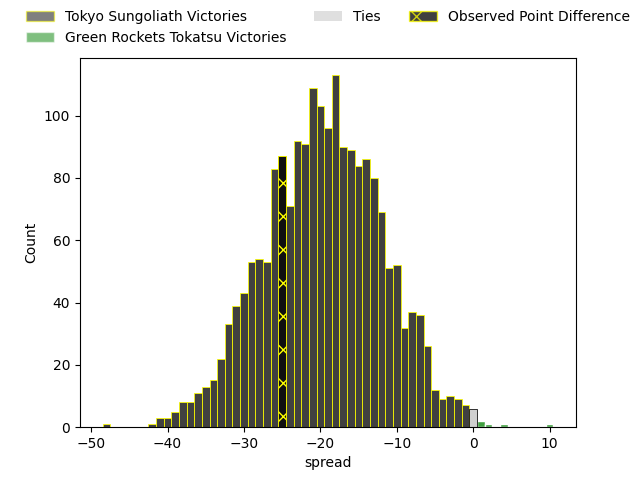 Tokyo Sungoliath Victories
Green Rockets Tokatsu Victories
Ties
Observed Point Difference
100
80
60
40
20
0
Count
−50 −40 −30 −20 −10 0 10
spread